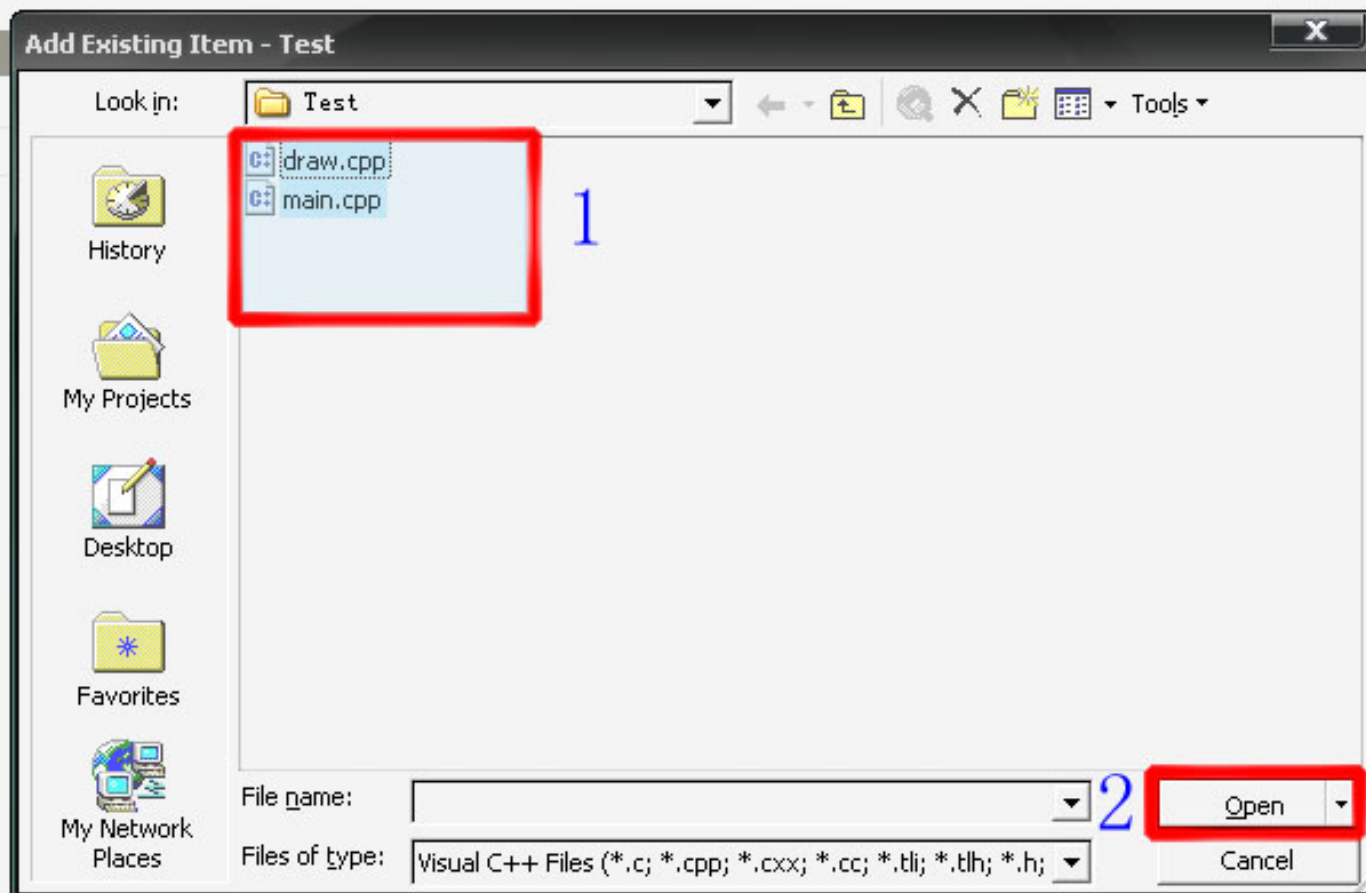 Add Existing Item - Test
Look in:
Test
Tools
draw.cpp
main.cpp
1
History
My Projects
Desktop
Favorites
My Network
Places
File name:
2
Open
Files of type:
Visual C++ Files (*.c; *.cpp; *.cxx; *.cc; *.tli; *.tlh; *.h;
Cancel